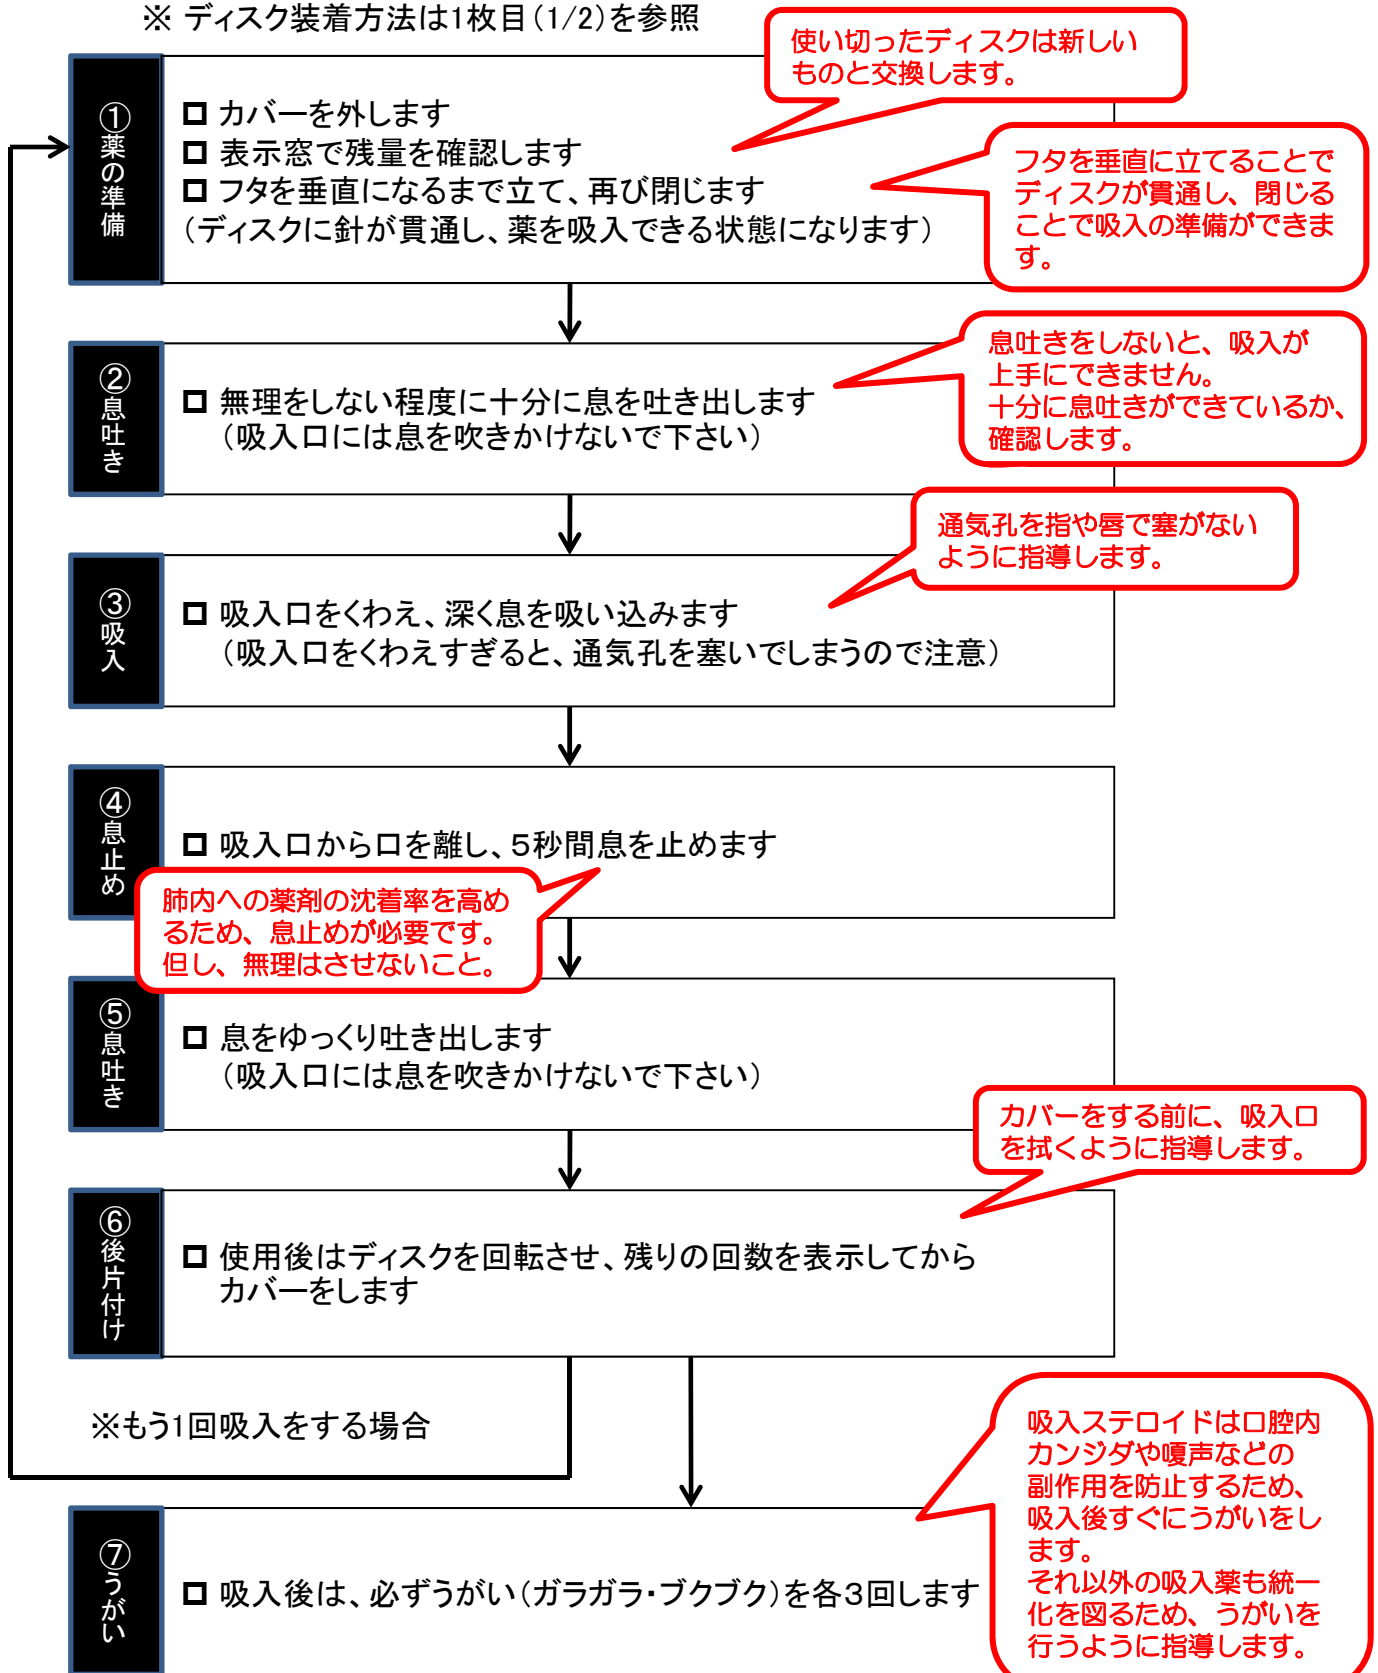 ※ ディスク装着方法は1枚目(1/2)を参照
使い切ったディスクは新しい
ものと交換します。
①薬の準備
カバーを外します
表示窓で残量を確認します
フタを垂直になるまで立て、再び閉じます
(ディスクに針が貫通し、薬を吸入できる状態になります)
フタを垂直に立てることで
ディスクが貫通し、閉じる
ことで吸入の準備ができま
す。
②息吐き
無理をしない程度に十分に息を吐き出します
(吸入口には息を吹きかけないで下さい)
息吐きをしないと、吸入が
上手にできません。
十分に息吐きができているか、
確認します。
通気孔を指や唇で塞がない
ように指導します。
③吸入
吸入口をくわえ、深く息を吸い込みます
(吸入口をくわえすぎると、通気孔を塞いでしまうので注意)
④息止め
吸入口から口を離し、5秒間息を止めます
肺内への薬剤の沈着率を高め
るため、息止めが必要です。
但し、無理はさせないこと。
⑤息吐き
息をゆっくり吐き出します
(吸入口には息を吹きかけないで下さい)
カバーをする前に、吸入口
を拭くように指導します。
⑥後片付け
使用後はディスクを回転させ、残りの回数を表示してから
カバーをします
※もう1回吸入をする場合
吸入ステロイドは口腔内
カンジダや嗄声などの
副作用を防止するため、
吸入後すぐにうがいをし
ます。
それ以外の吸入薬も統一
化を図るため、うがいを
行うように指導します。
⑦うがい
吸入後は、必ずうがい(ガラガラ・ブクブク)を各3回します